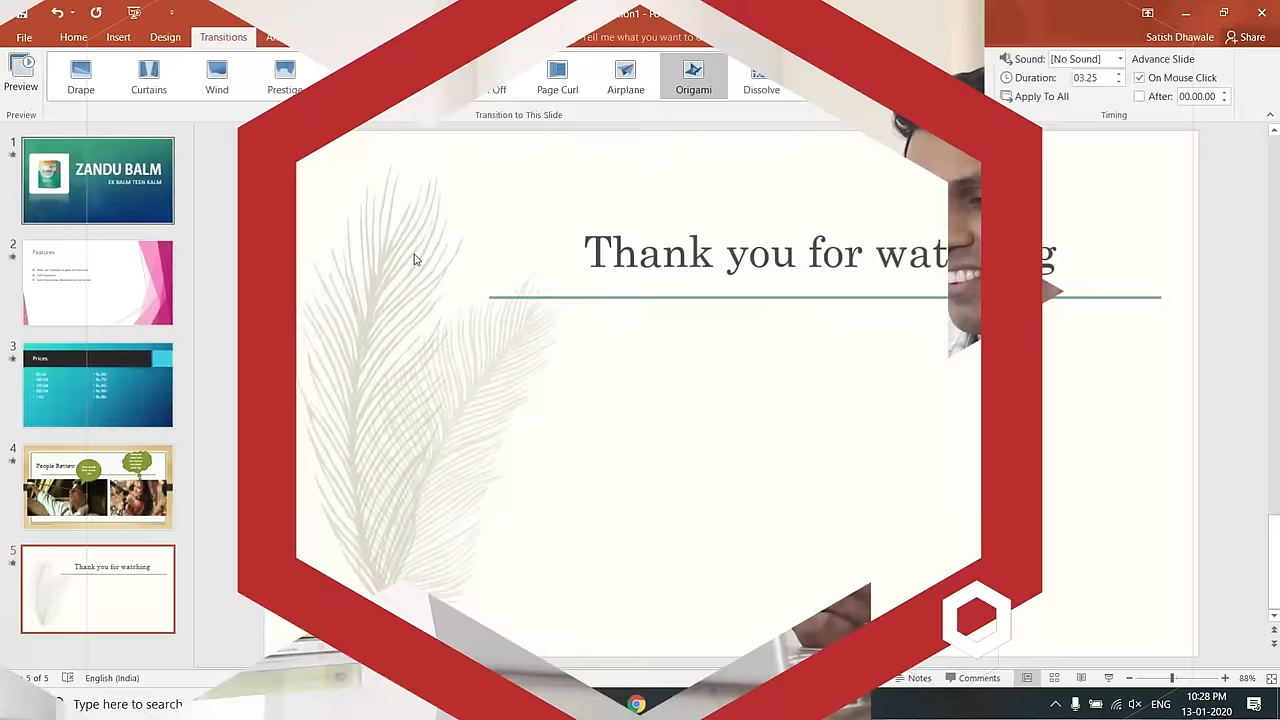 ion1 - Po
Satish Dhawale
Share
File
Home
Insert
Design
Transitions
Tell me what you want to
Preview
Drape
Curtains
Wind
Prestige
Off
Page Curl
Airplane
Origami
Dissolve
Sound: [No Sound]
Duration: 03.25
Apply To All
Advance Slide
On Mouse Click
After: 00:00.00
Preview
Transition to This Slide
Timing
1
ZANDU BALM
EK BALM TEEN KALM
2
Features
3
Prices
4
People Review
5
Thank you for watching
Thank you for wat
g
5 of 5
English (India)
Notes
Comments
88%
Type here to search
ENG
10:28 PM
13-01-2020